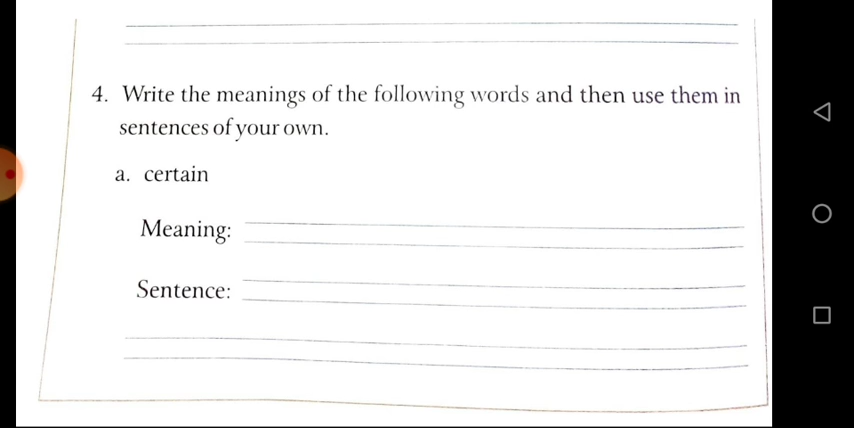 4. Write the meanings of the following words and then use them in
sentences of your own.
a. certain
Meaning:
Sentence: